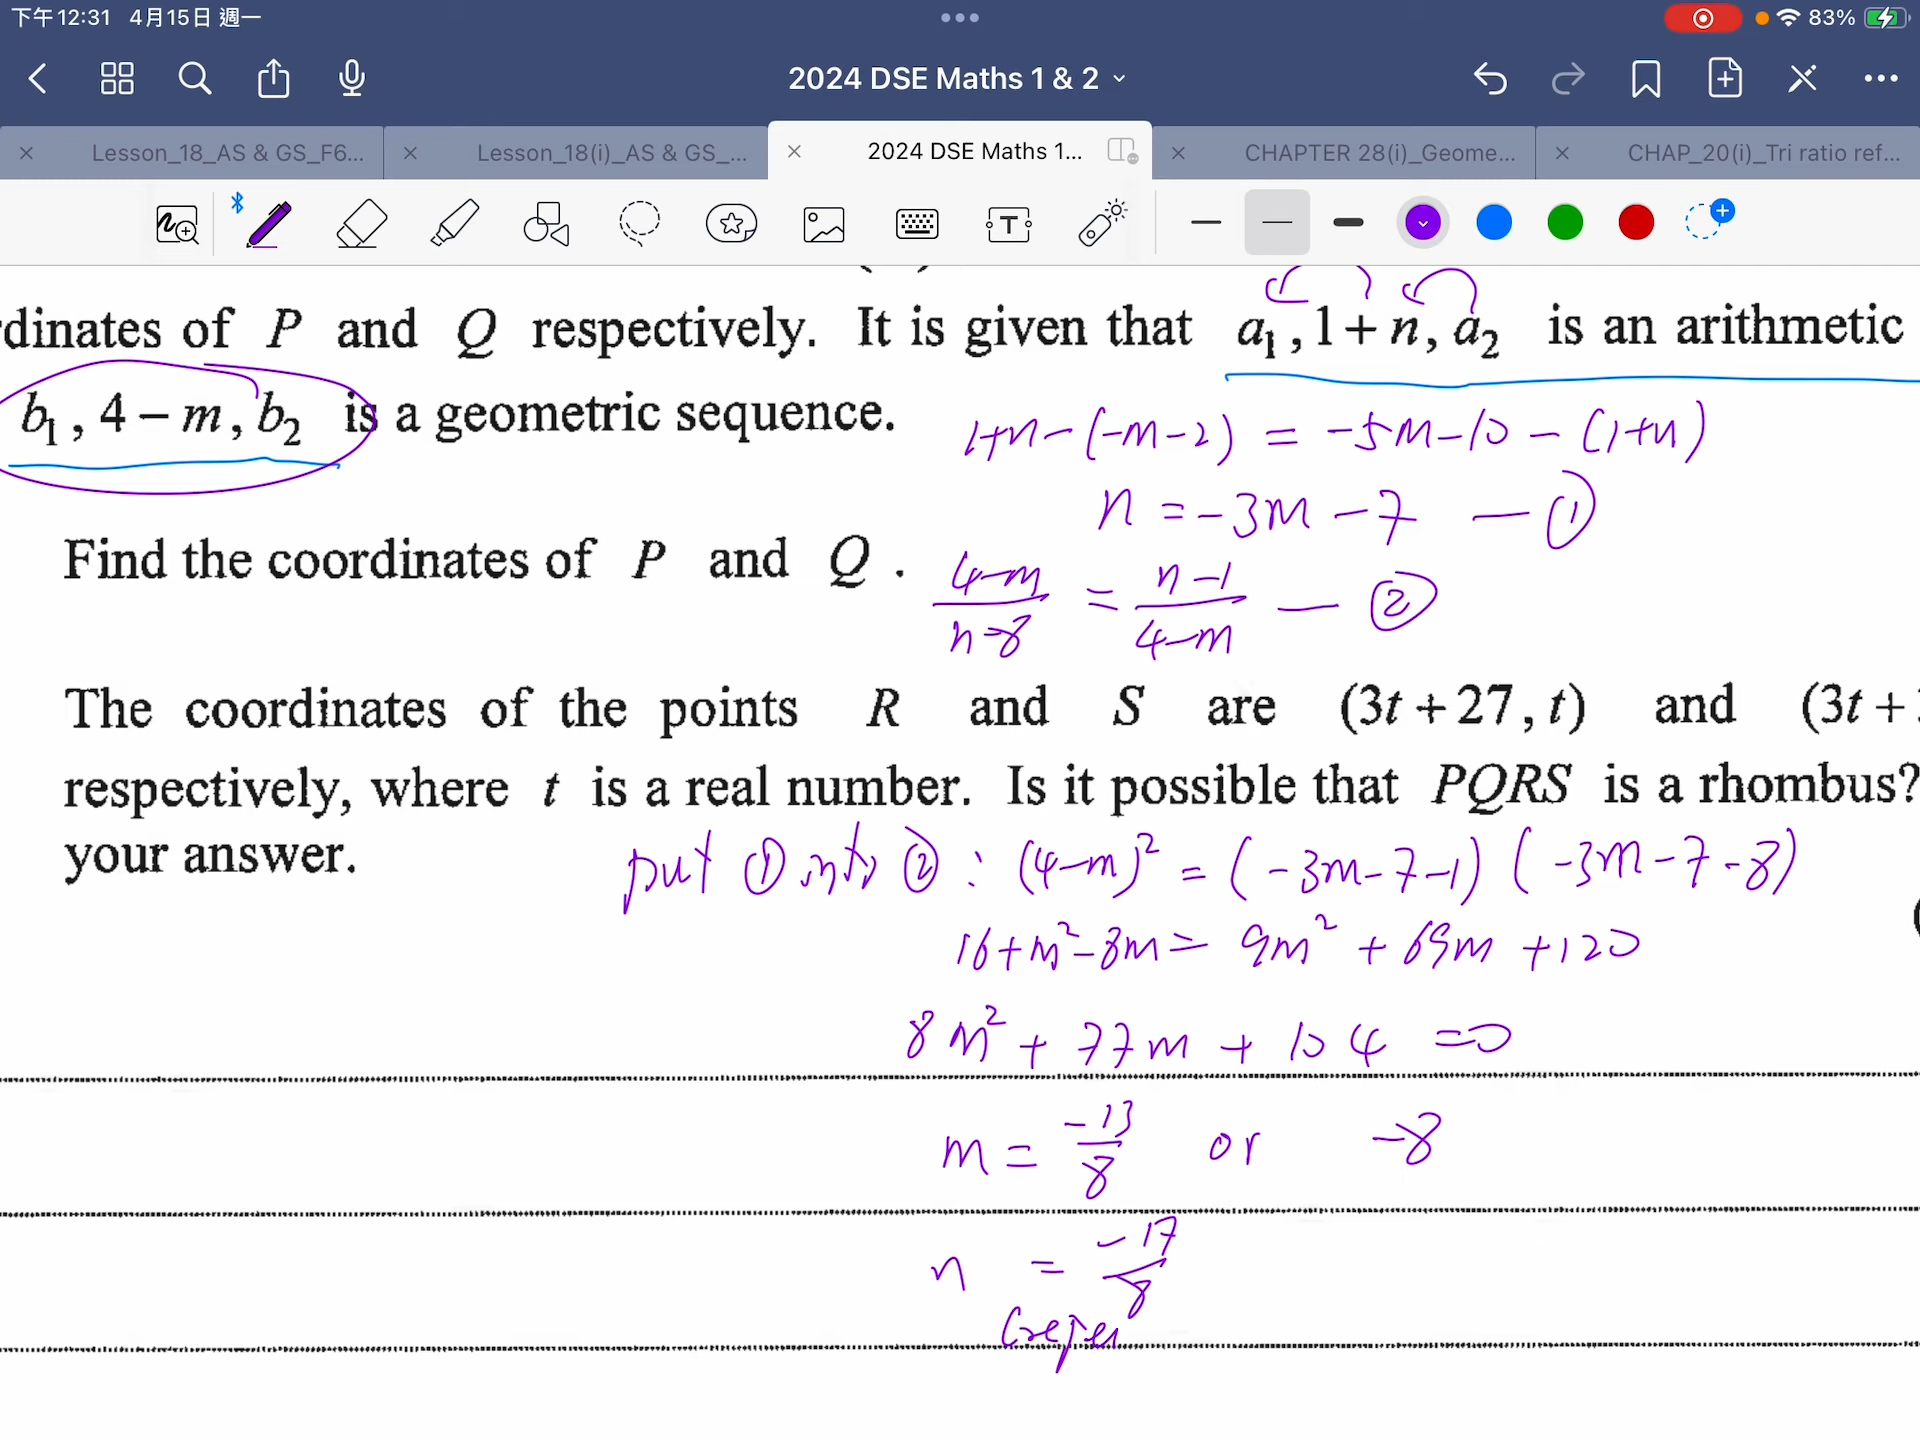 下午12:31 4月15日 週一
83%
2024 DSE Maths 1 & 2
Lesson_18_AS & GS_F6...
Lesson_18(i)_AS & GS_...
2024 DSE Maths 1...
CHAPTER 28(i)_Geome...
CHAP_20(i)_Tri ratio ref...
T
rdinates of P and Q respectively. It is given that a₁, 1 + n, a₂ is an arithmetic
b₁, 4 − m, b₂ is a geometric sequence.
1+n−(−m−2) = −5m−10−(1+n)
n = −3m−7 — ①
Find the coordinates of P and Q.
(4−m)/(n−8) = (n−1)/(4−m) — ②
The coordinates of the points R and S are (3t + 27, t) and (3t +
respectively, where t is a real number. Is it possible that PQRS is a rhombus?
your answer.
put ① into ② : (4−m)² = (−3m−7−1)(−3m−7−8)
16+m²−8m = 9m² + 69m + 120
8m² + 77m + 104 = 0
m = −13/8 or −8
n = −17/8
(rejec